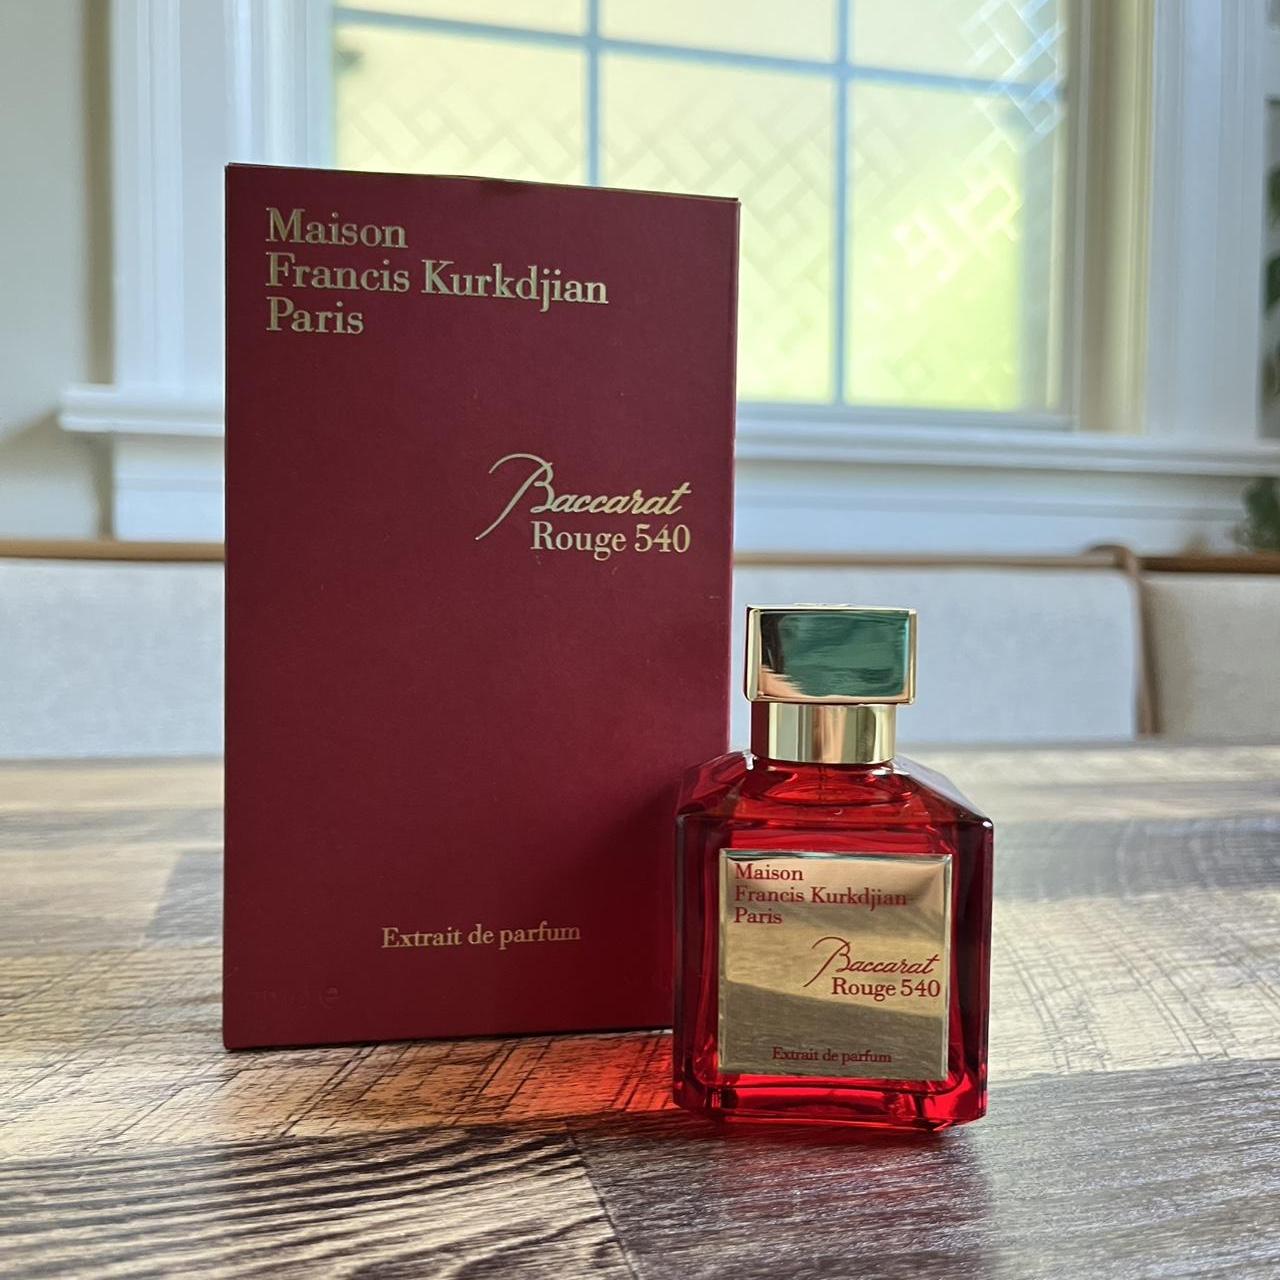 Maison
Francis Kurkdjian
Paris
Baccarat
Rouge 540
Extrait de parfum
Maison
Francis Kurkdjian
Paris
Baccarat
Rouge 540
Extrait de parfum